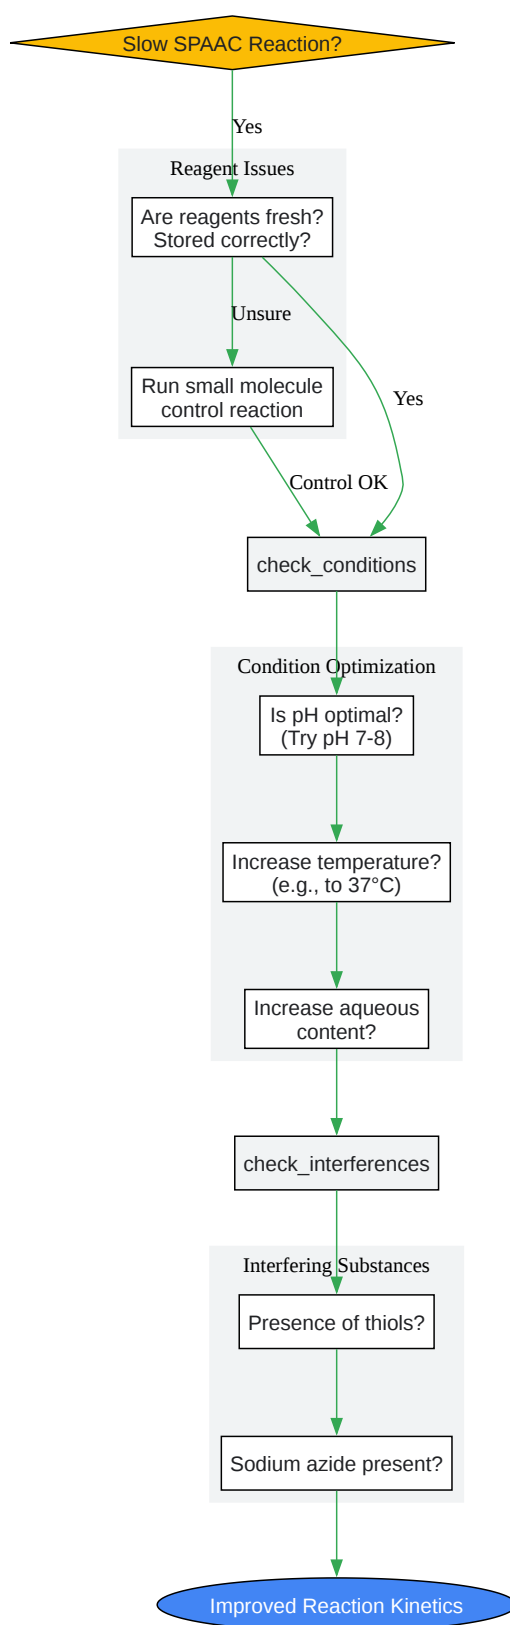 Slow SPAAC Reaction?
Yes
Reagent Issues
Are reagents fresh?
Stored correctly?
Unsure
Run small molecule
control reaction
Yes
Control OK
check_conditions
Condition Optimization
Is pH optimal?
(Try pH 7-8)
Increase temperature?
(e.g., to 37°C)
Increase aqueous
content?
check_interferences
Interfering Substances
Presence of thiols?
Sodium azide present?
Improved Reaction Kinetics